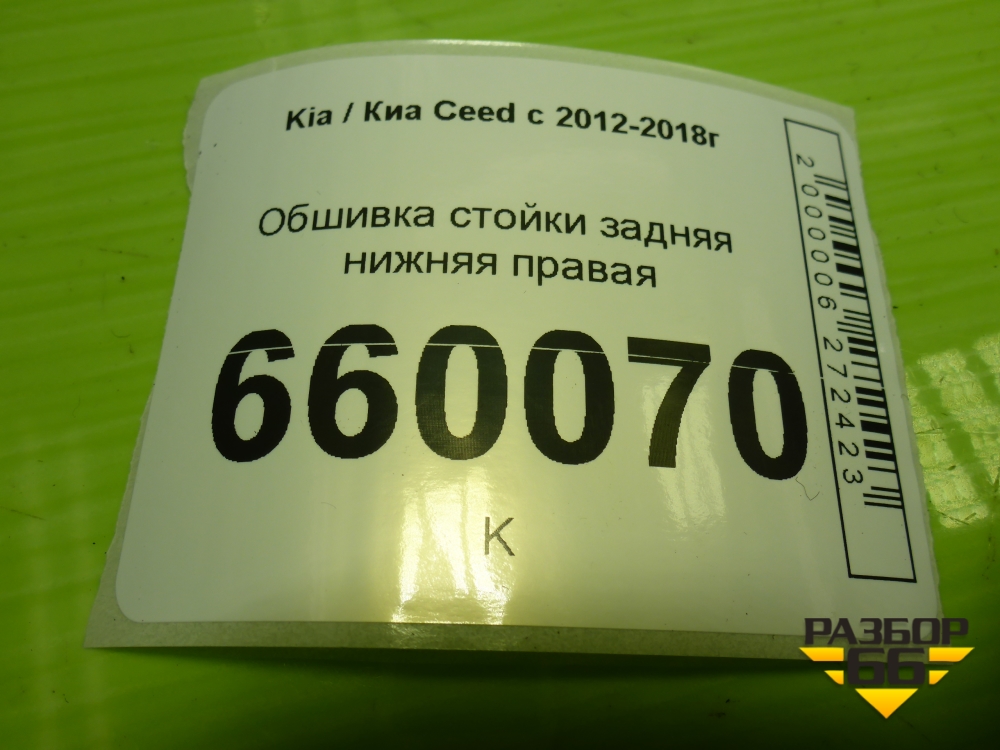 Kia / Киа Ceed с 2012-2018г
Обшивка стойки задняя
нижняя правая
660070
К
2000006272423
РАЗБОР
66